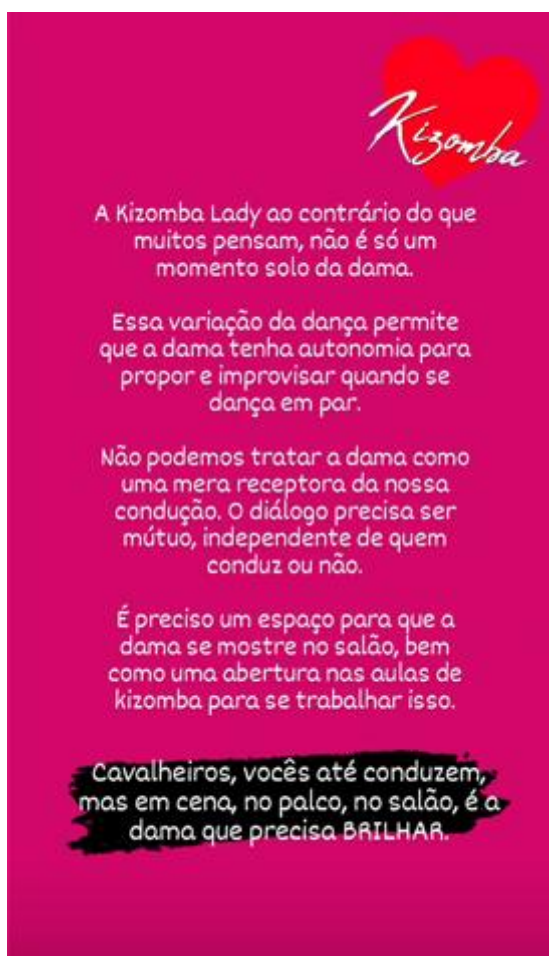 Kizomba
A Kizomba Lady ao contrário do que
muitos pensam, não é só um
momento solo da dama.
Essa variação da dança permite
que a dama tenha autonomia para
propor e improvisar quando se
dança em par.
Não podemos tratar a dama como
uma mera receptora da nossa
condução. O diálogo precisa ser
mútuo, independente de quem
conduz ou não.
É preciso um espaço para que a
dama se mostre no salão, bem
como uma abertura nas aulas de
kizomba para se trabalhar isso.
Cavalheiros, vocês até conduzem,
mas em cena, no palco, no salão, é a
dama que precisa BRILHAR.